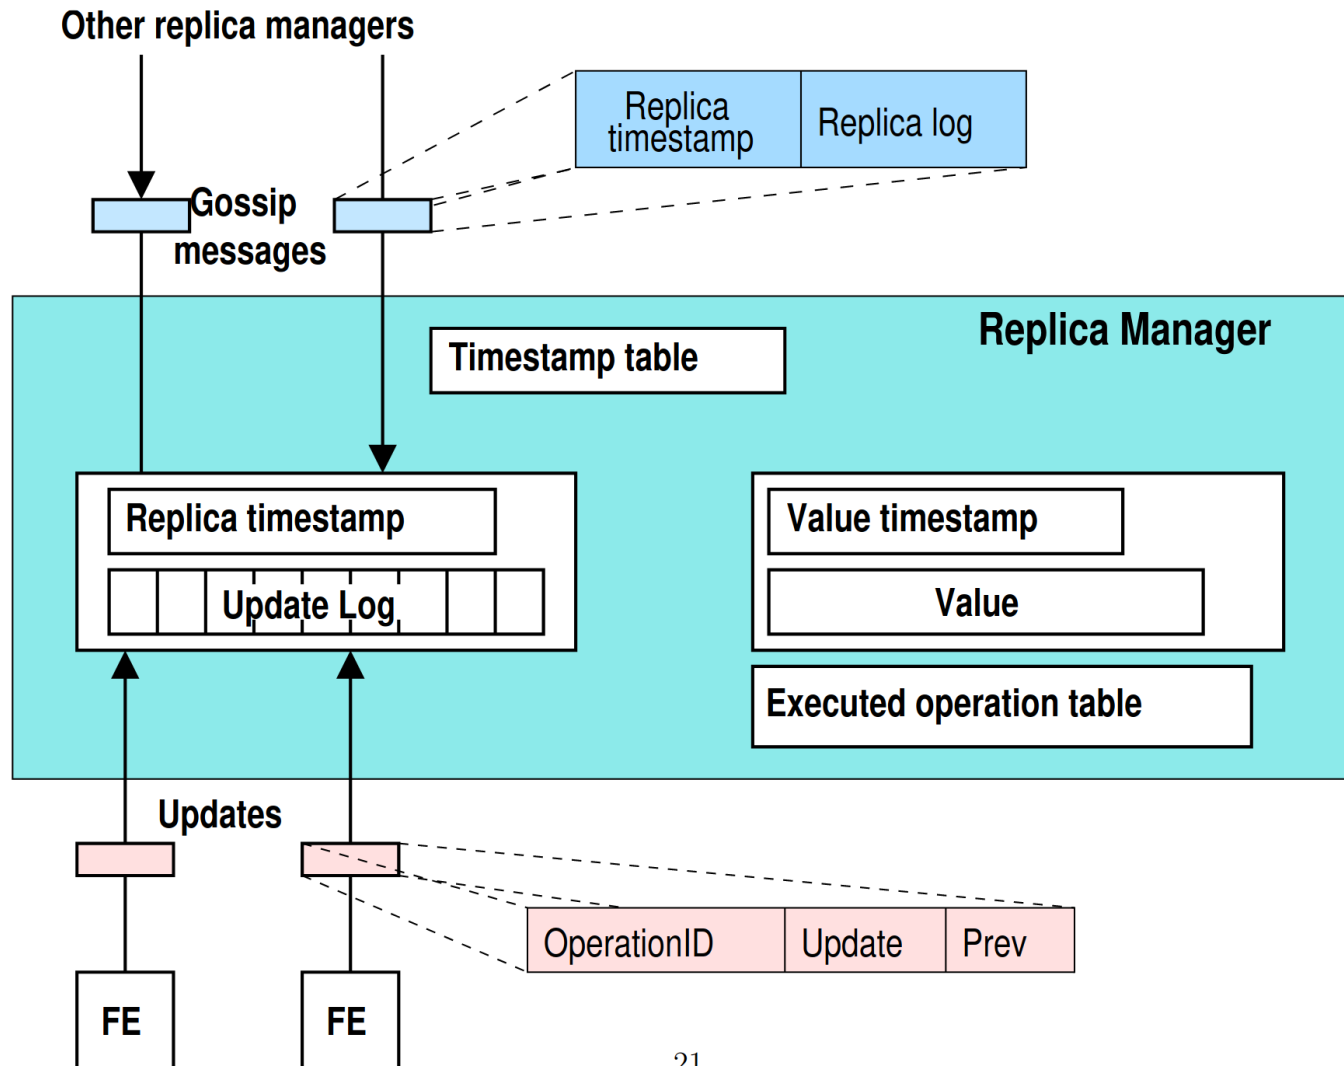 Other replica managers
Replica
timestamp
Replica log
Gossip
messages
Replica Manager
Timestamp table
Replica timestamp
Value timestamp
Update Log
Value
Executed operation table
Updates
OperationID
Update
Prev
FE
FE
21